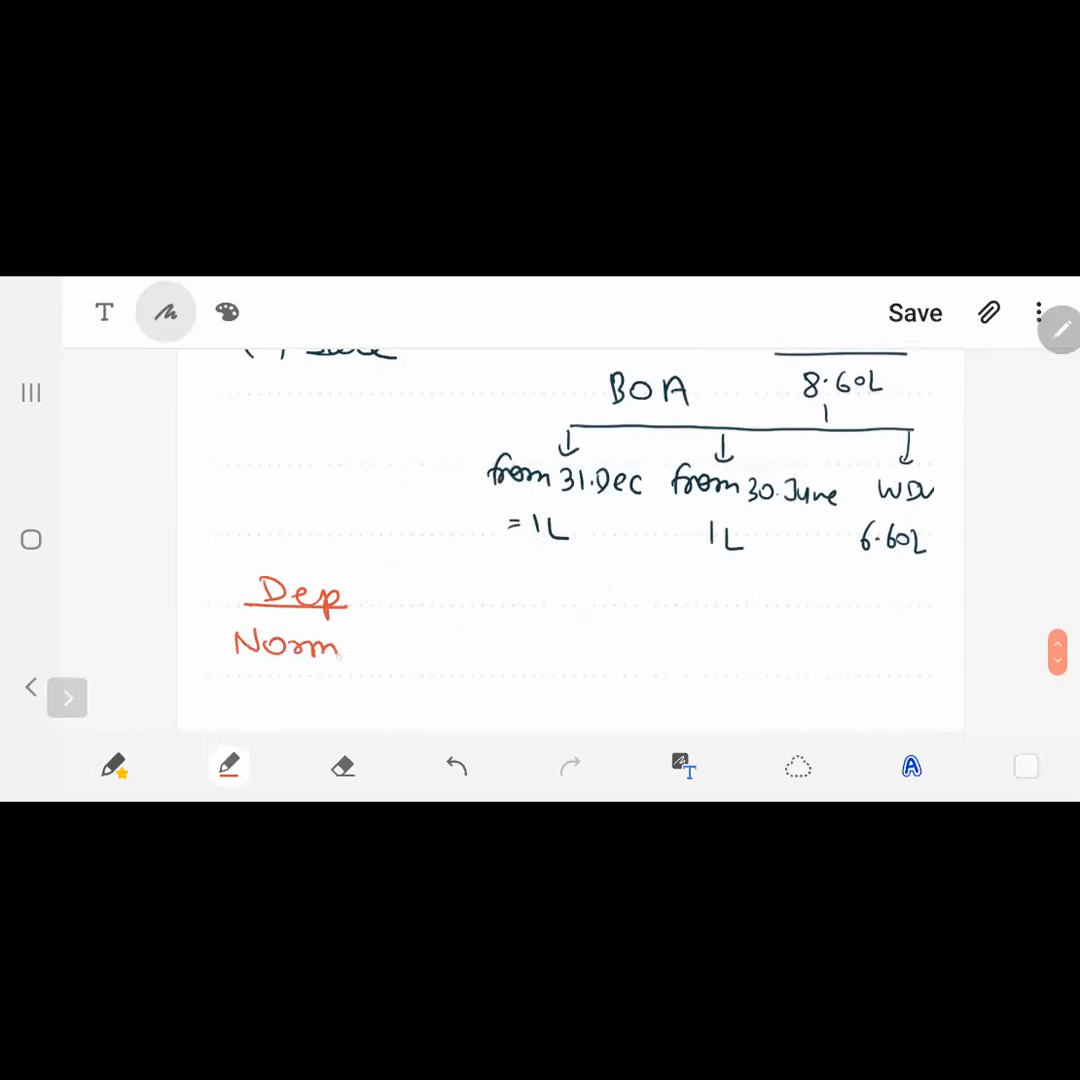 T Save
BOA 8.60L
from 31.Dec from 30.June WDV
= 1L 1L 6.60L
Dep
Norm